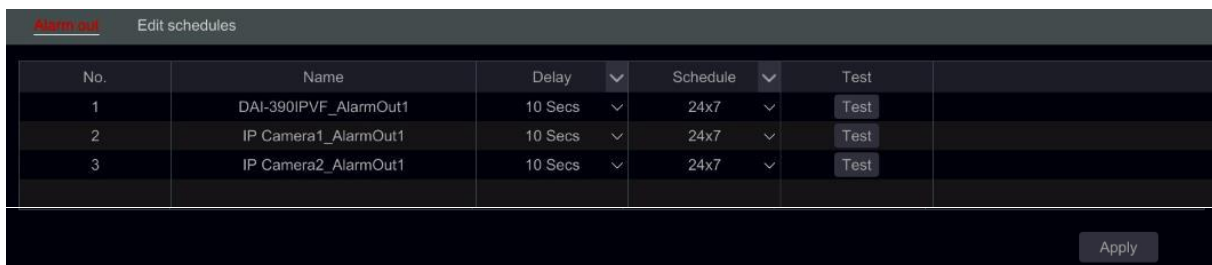 Alarm out Edit schedules
No. Name Delay Schedule Test
1 DAI-390IPVF_AlarmOut1 10 Secs 24x7 Test
2 IP Camera1_AlarmOut1 10 Secs 24x7 Test
3 IP Camera2_AlarmOut1 10 Secs 24x7 Test
Apply